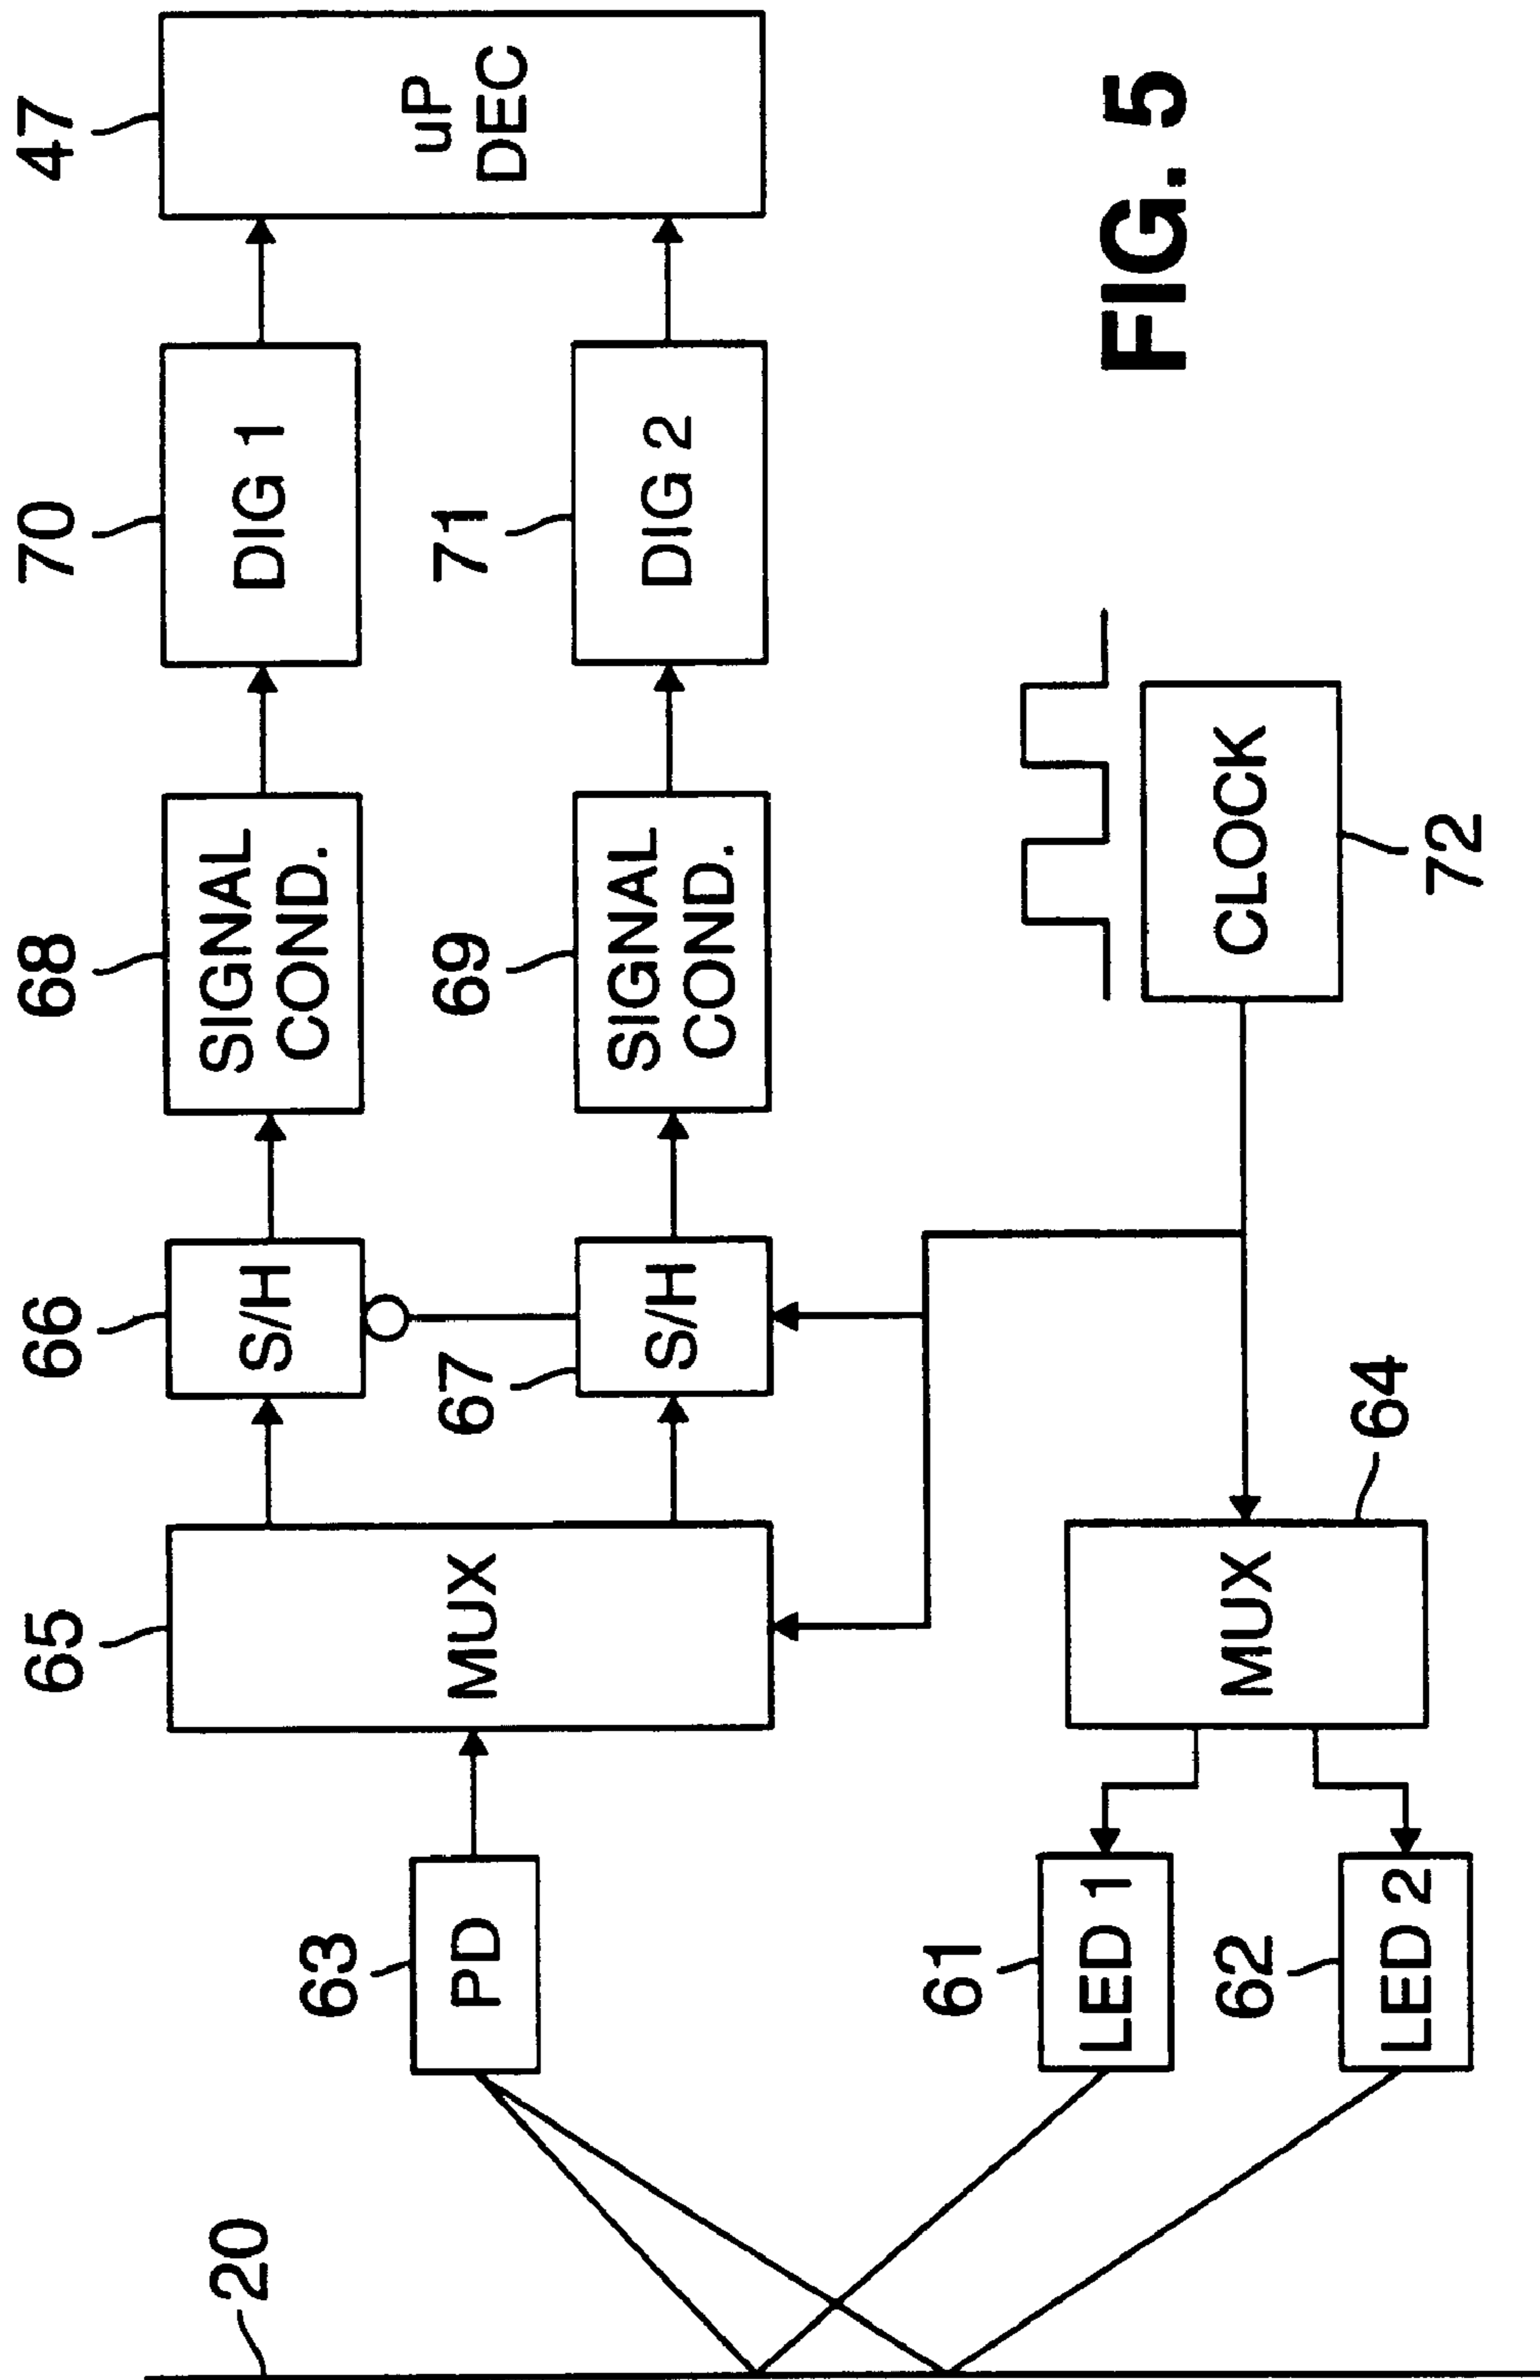 20
63
PD
65
MUX
66
S/H
68
SIGNAL
COND.
70
DIG 1
47
uP
DEC
67
S/H
69
SIGNAL
COND.
71
DIG 2
61
LED 1
62
LED 2
MUX
64
CLOCK
72
FIG. 5